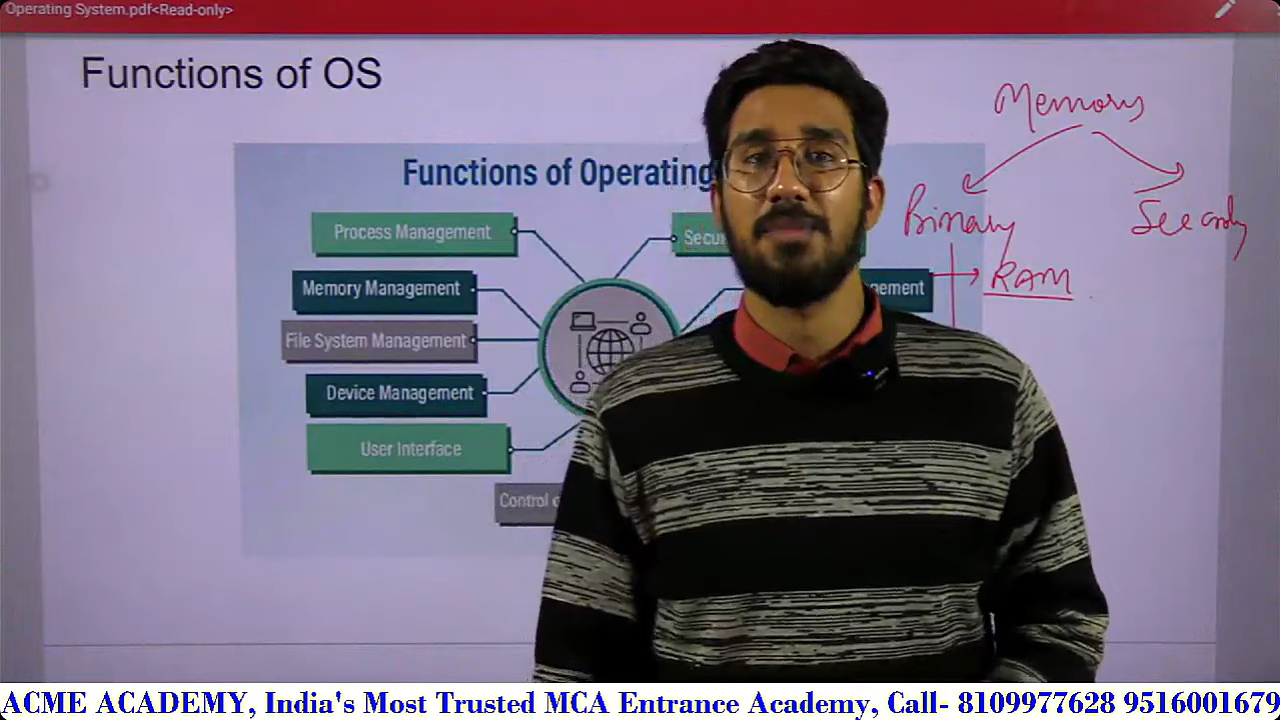 Operating System.pdf<Read-only>
Functions of OS
Functions of Operating
Process Management
Memory Management
File System Management
Device Management
User Interface
Control
Memory
Primary
RAM
ACME ACADEMY, India's Most Trusted MCA Entrance Academy, Call- 8109977628 9516001679